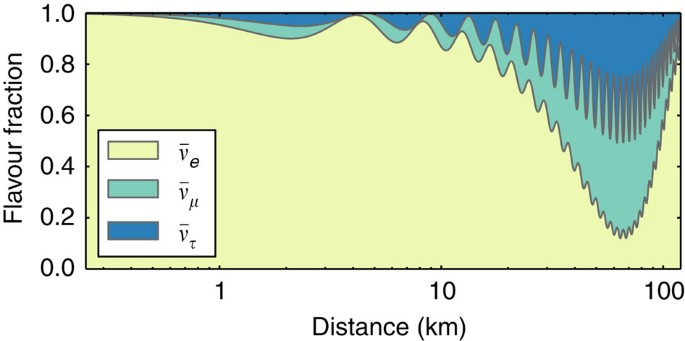 Flavour fraction
1.0
0.8
0.6
0.4
0.2
0.0
ν̄e
ν̄μ
ν̄τ
1 10 100
Distance (km)